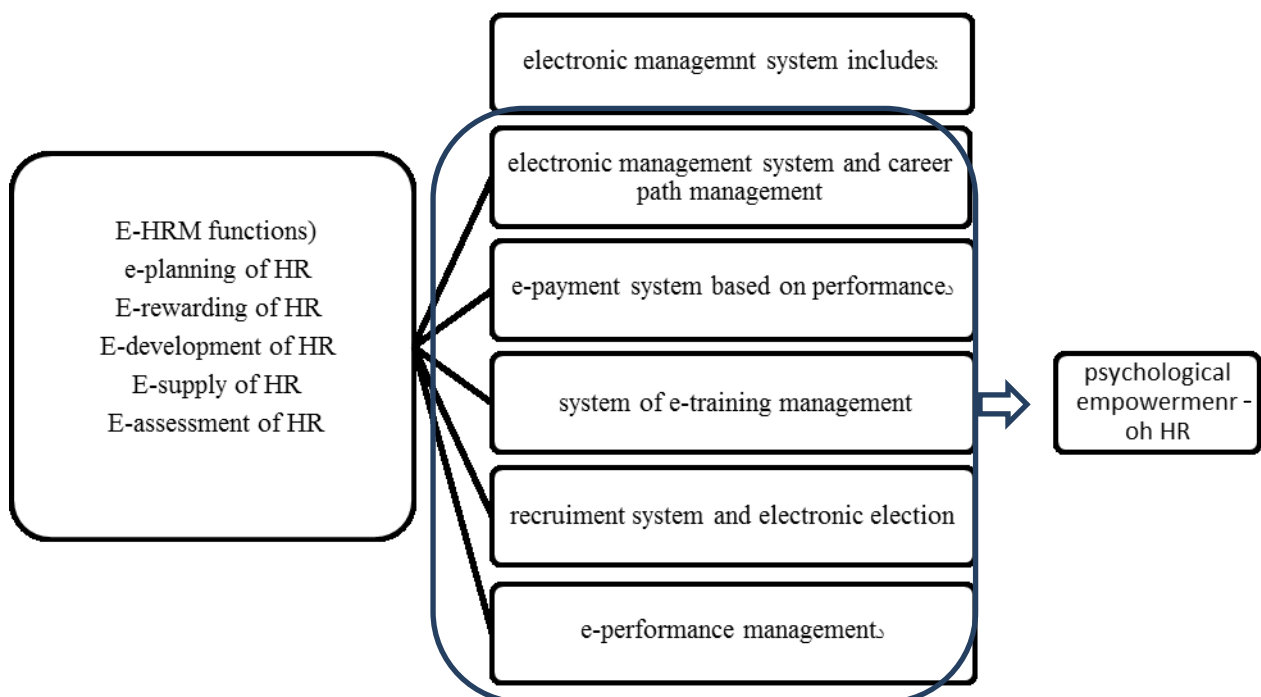 electronic managemnt system includes:
electronic management system and career
path management
E-HRM functions)
e-planning of HR
E-rewarding of HR
E-development of HR
E-supply of HR
E-assessment of HR
e-payment system based on performance.د
system of e-training management
psychological
empowermenr -
oh HR
recruiment system and electronic election
e-performance management.د